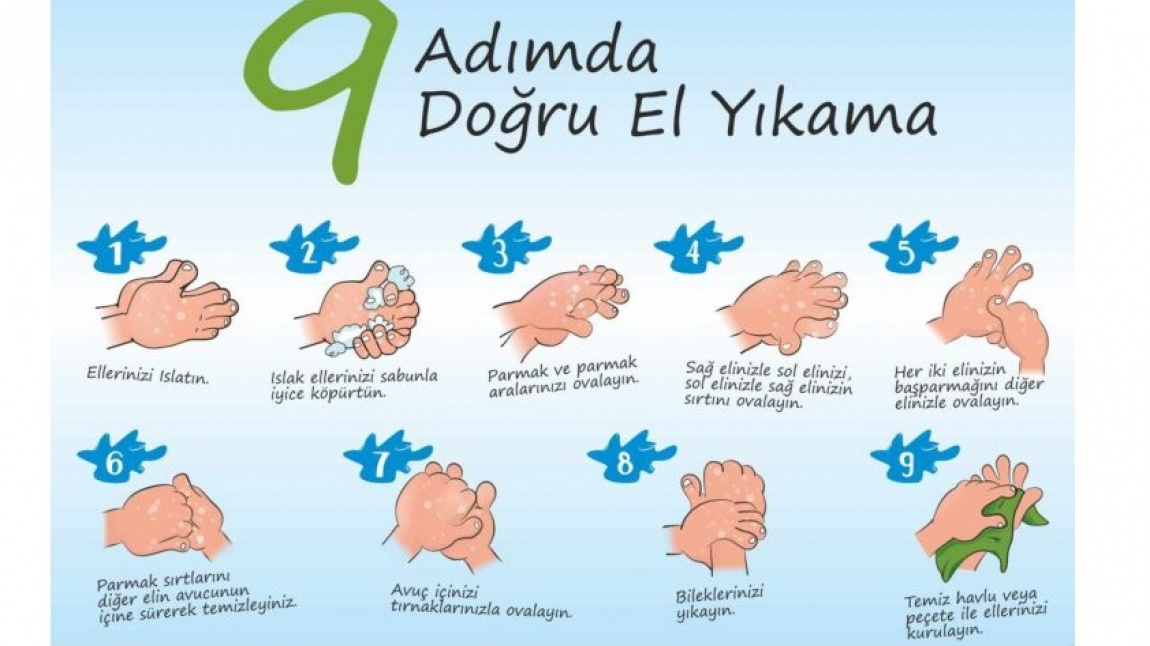 9 Adımda
Doğru El Yıkama
1
Ellerinizi Islatın.
2
Islak ellerinizi sabunla
iyice köpürtün.
3
Parmak ve parmak
aralarınızı ovalayın.
4
Sağ elinizle sol elinizi,
sol elinizle sağ elinizin
sırtını ovalayın.
5
Her iki elinizin
başparmağını diğer
elinizle ovalayın.
6
Parmak sırtlarını
diğer elin avucunun
içine sürerek temizleyiniz.
7
Avuç içinizi
tırnaklarınızla ovalayın.
8
Bileklerinizi
yıkayın.
9
Temiz havlu veya
peçete ile ellerinizi
kurulayın.